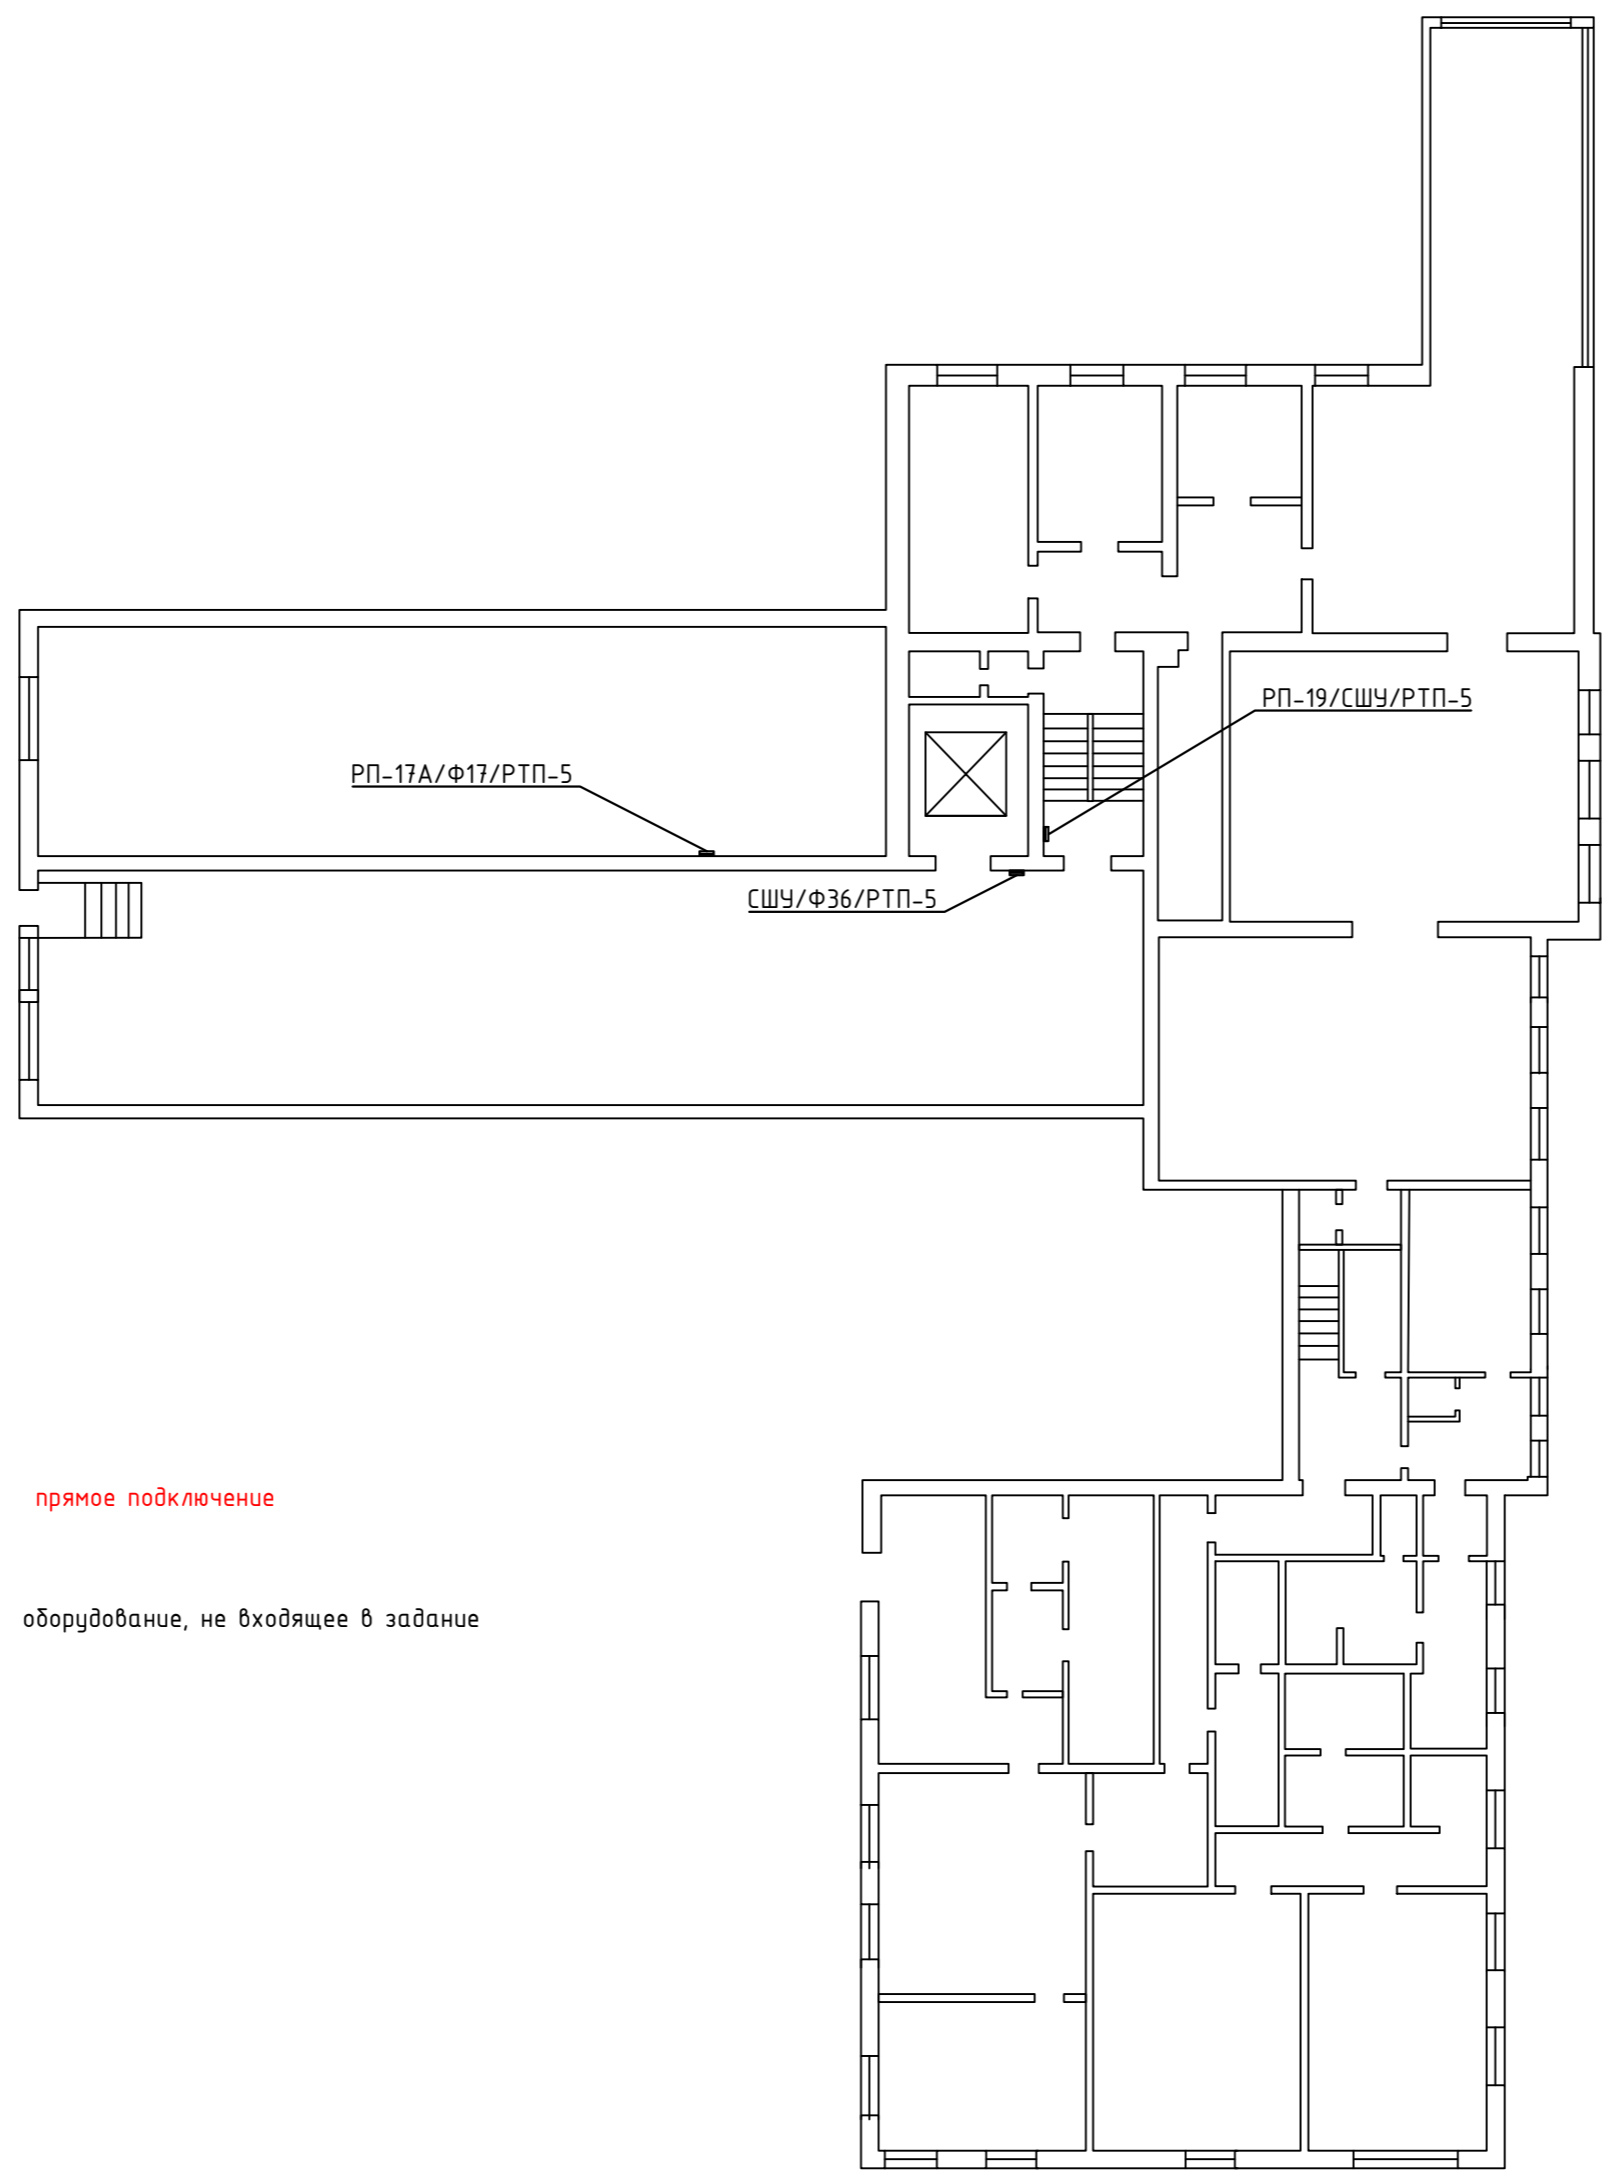 РП-19/СШУ/РТП-5
РП-17А/Ф17/РТП-5
СШУ/Ф36/РТП-5
прямое подключение
оборудование, не входящее в задание